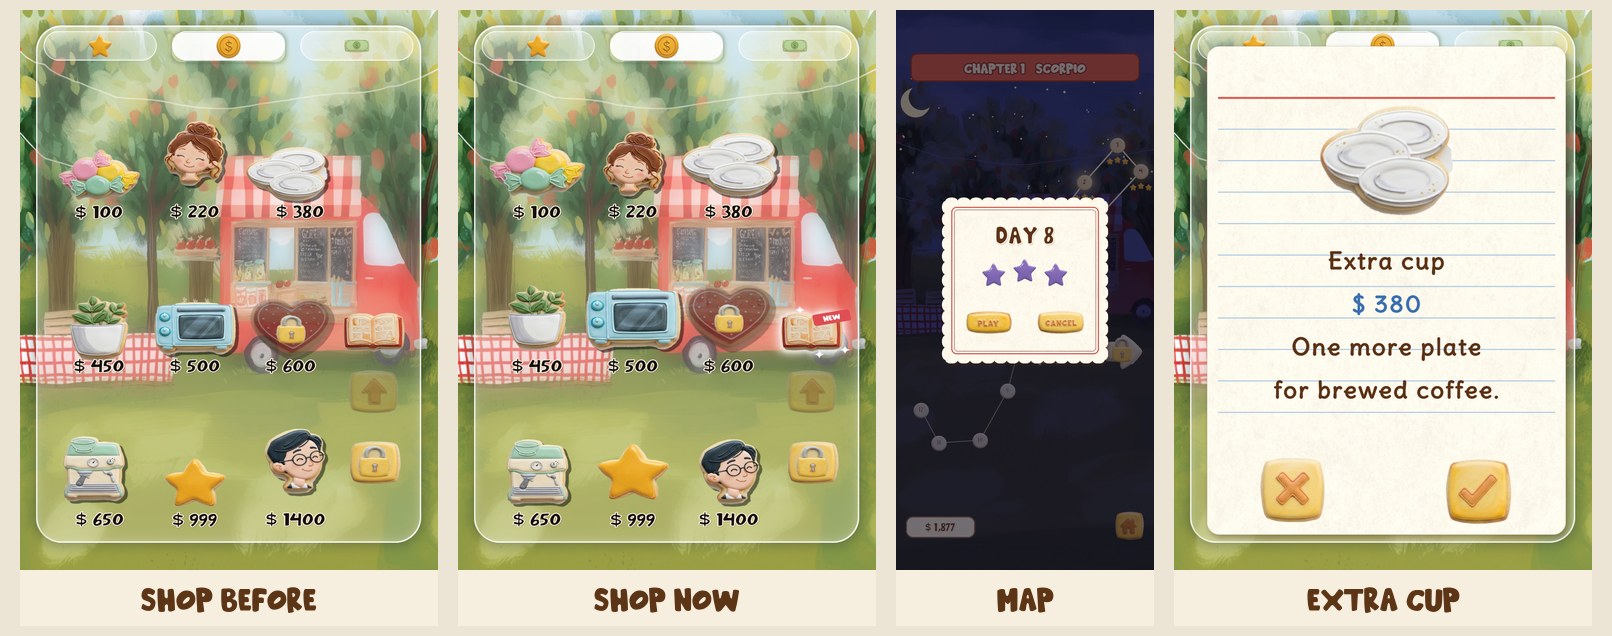 $ 100
$ 220
$ 380
$ 450
$ 500
$ 600
$ 650
$ 999
$ 1400
SHOP BEFORE
$ 100
$ 220
$ 380
NEW
$ 450
$ 500
$ 600
$ 650
$ 999
$ 1400
SHOP NOW
CHAPTER 1 SCORPIO
DAY 8
PLAY
CANCEL
$ 1,877
MAP
Extra cup
$ 380
One more plate
for brewed coffee.
EXTRA CUP